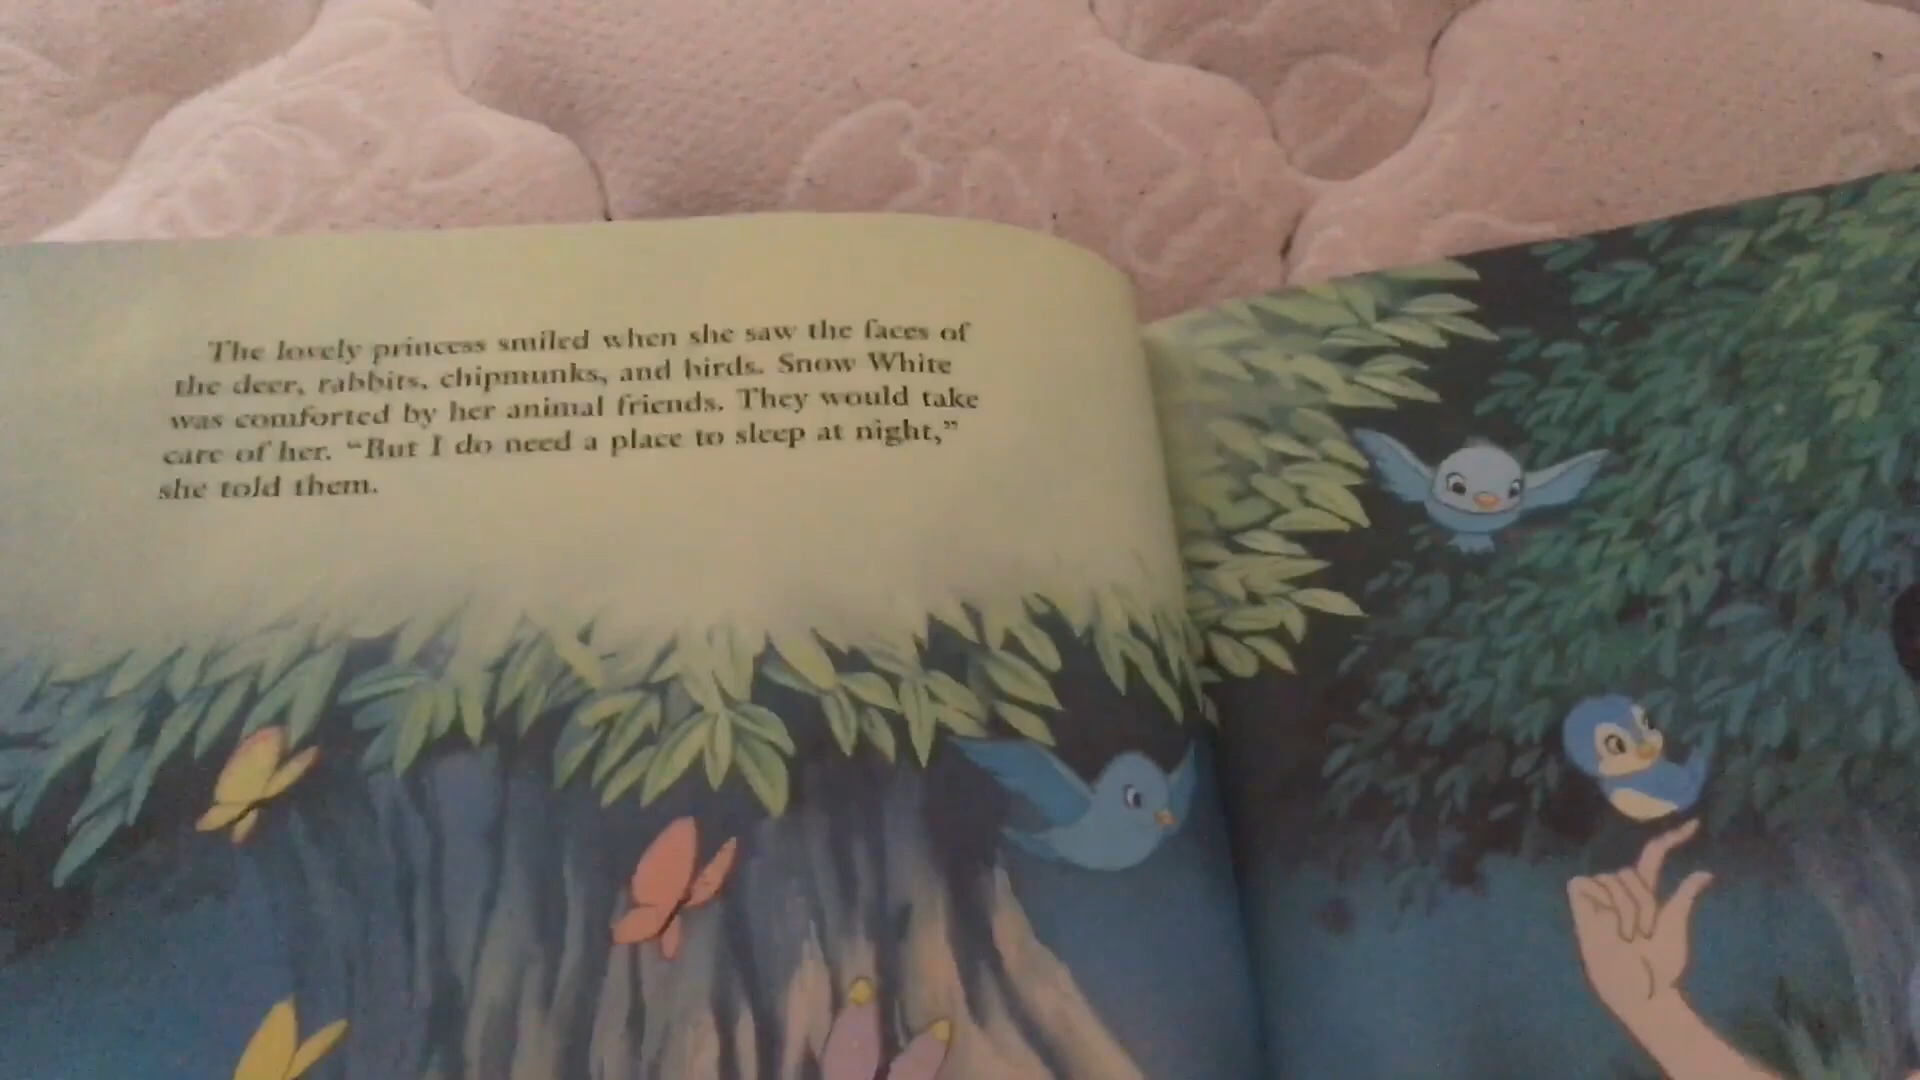 The lovely princess smiled when she saw the faces of
the deer, rabbits, chipmunks, and birds. Snow White
was comforted by her animal friends. They would take
care of her. “But I do need a place to sleep at night,”
she told them.